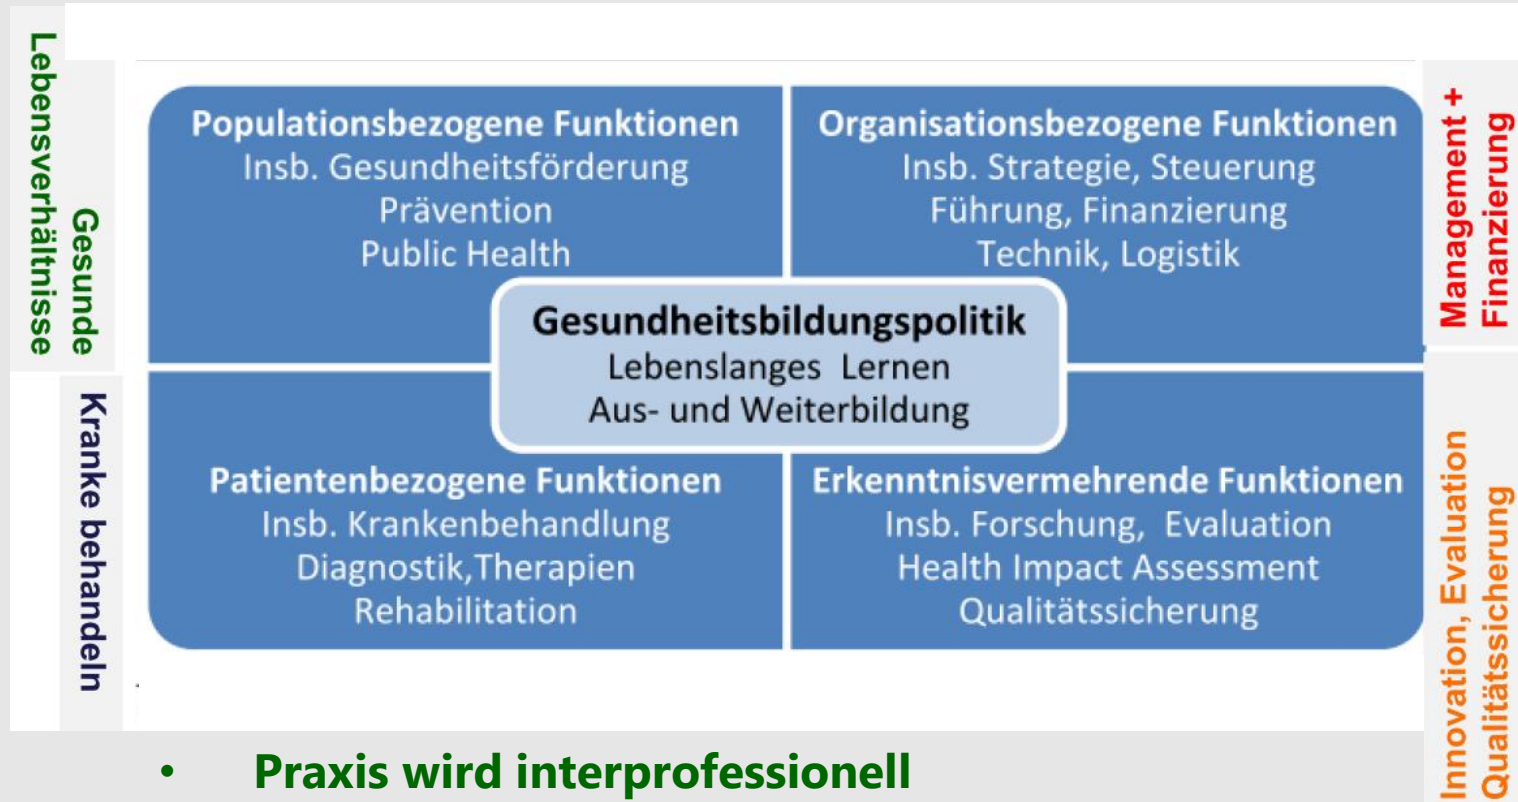 Gesunde
Lebensverhältnisse
Populationsbezogene Funktionen
Insb. Gesundheitsförderung
Prävention
Public Health
Organisationsbezogene Funktionen
Insb. Strategie, Steuerung
Führung, Finanzierung
Technik, Logistik
Management +
Finanzierung
Gesundheitsbildungspolitik
Lebenslanges  Lernen
Aus- und Weiterbildung
Kranke behandeln
Patientenbezogene Funktionen
Insb. Krankenbehandlung
Diagnostik,Therapien
Rehabilitation
Erkenntnisvermehrende Funktionen
Insb. Forschung,  Evaluation
Health Impact Assessment
Qualitätssicherung
Innovation, Evaluation
Qualitätssicherung
• Praxis wird interprofessionell